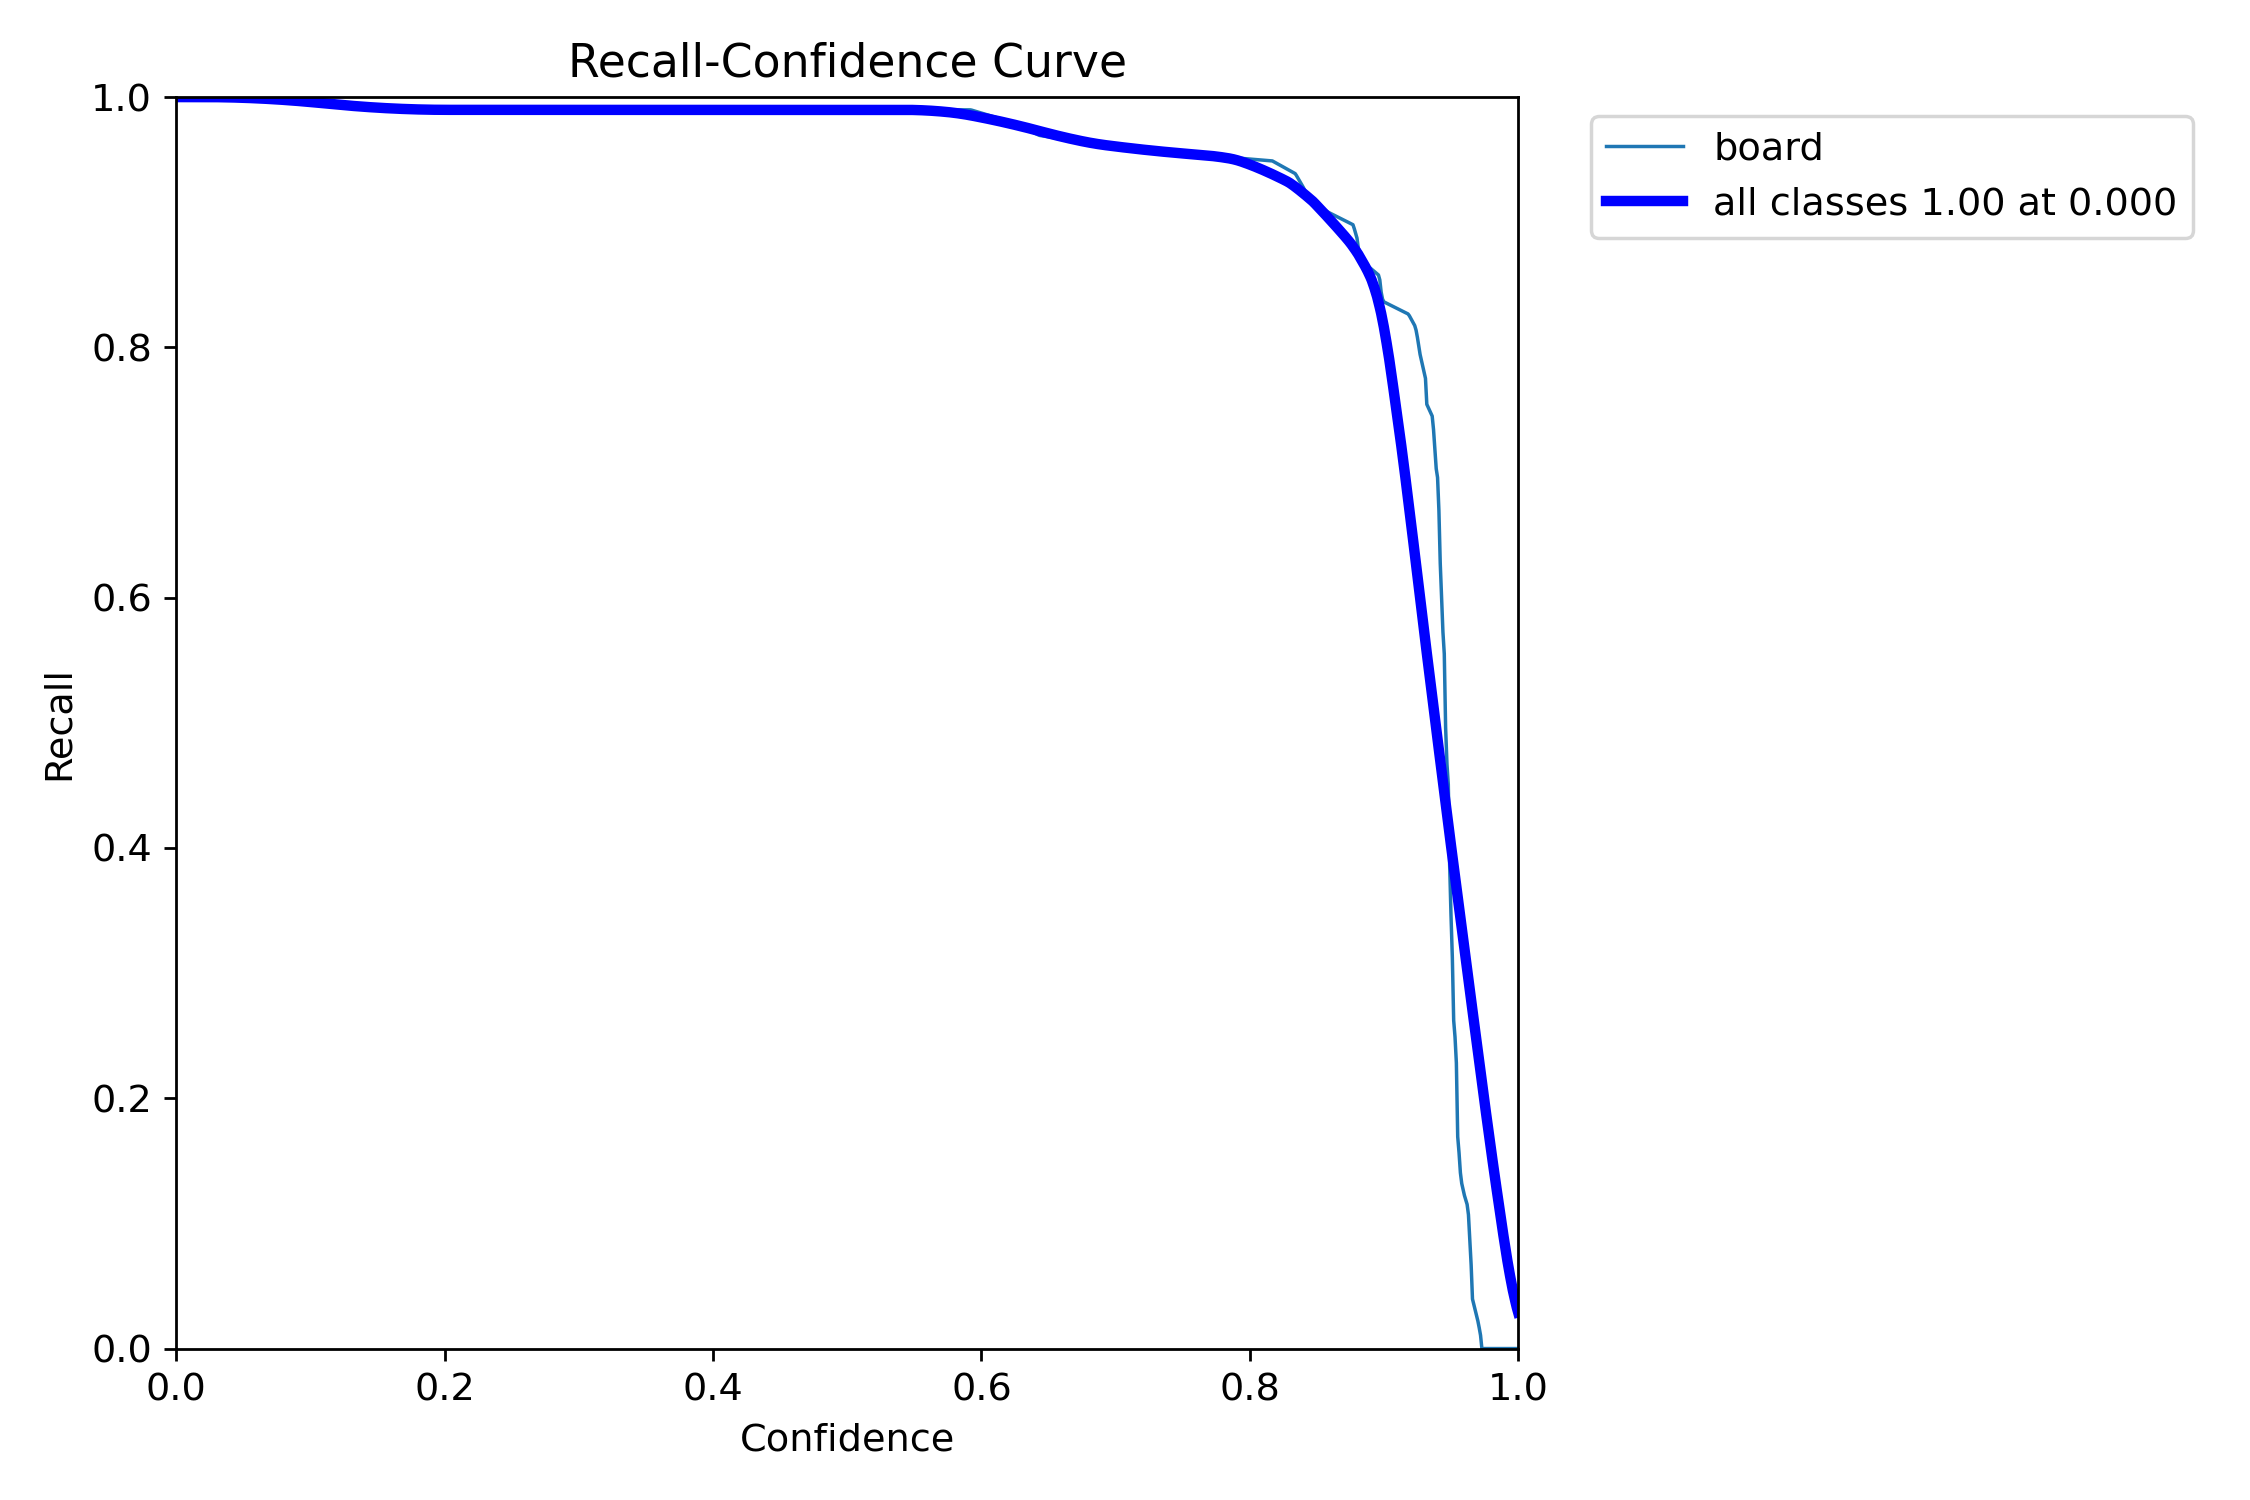 Recall-Confidence Curve
1.0
0.8
0.6
0.4
0.2
0.0
Recall
0.0 0.2 0.4 0.6 0.8 1.0
Confidence
board
all classes 1.00 at 0.000